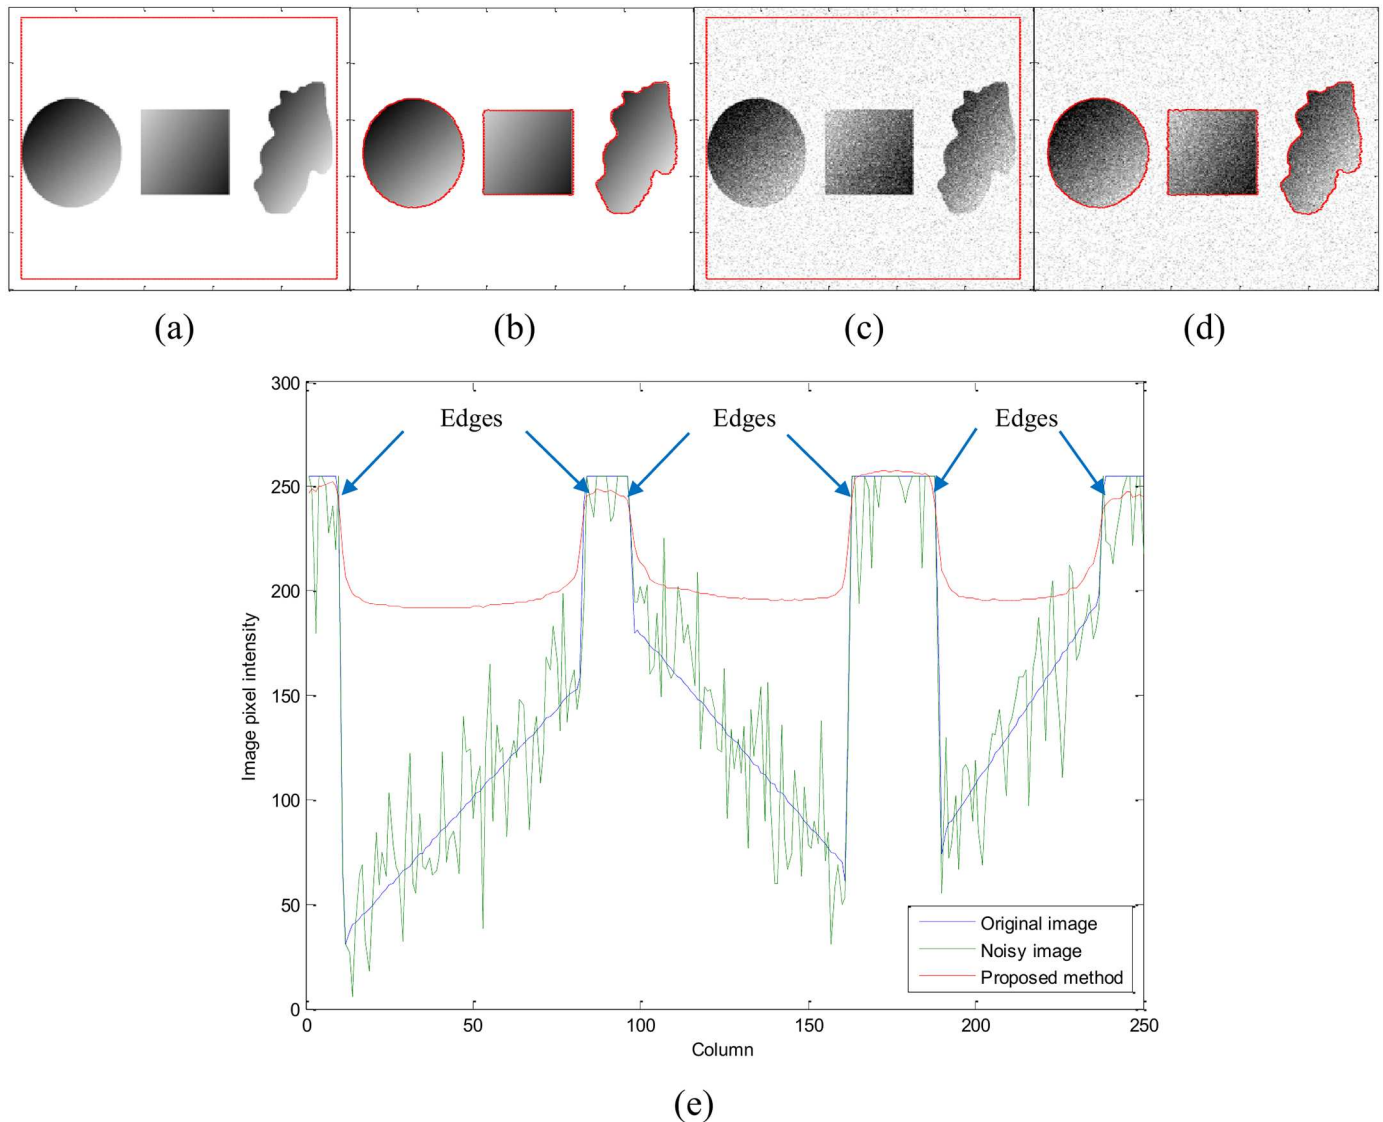 (a)
(b)
(c)
(d)
300
250
200
150
100
50
0
Image pixel intensity
Edges
Edges
Edges
Original image
Noisy image
Proposed method
0
50
100
150
200
250
Column
(e)